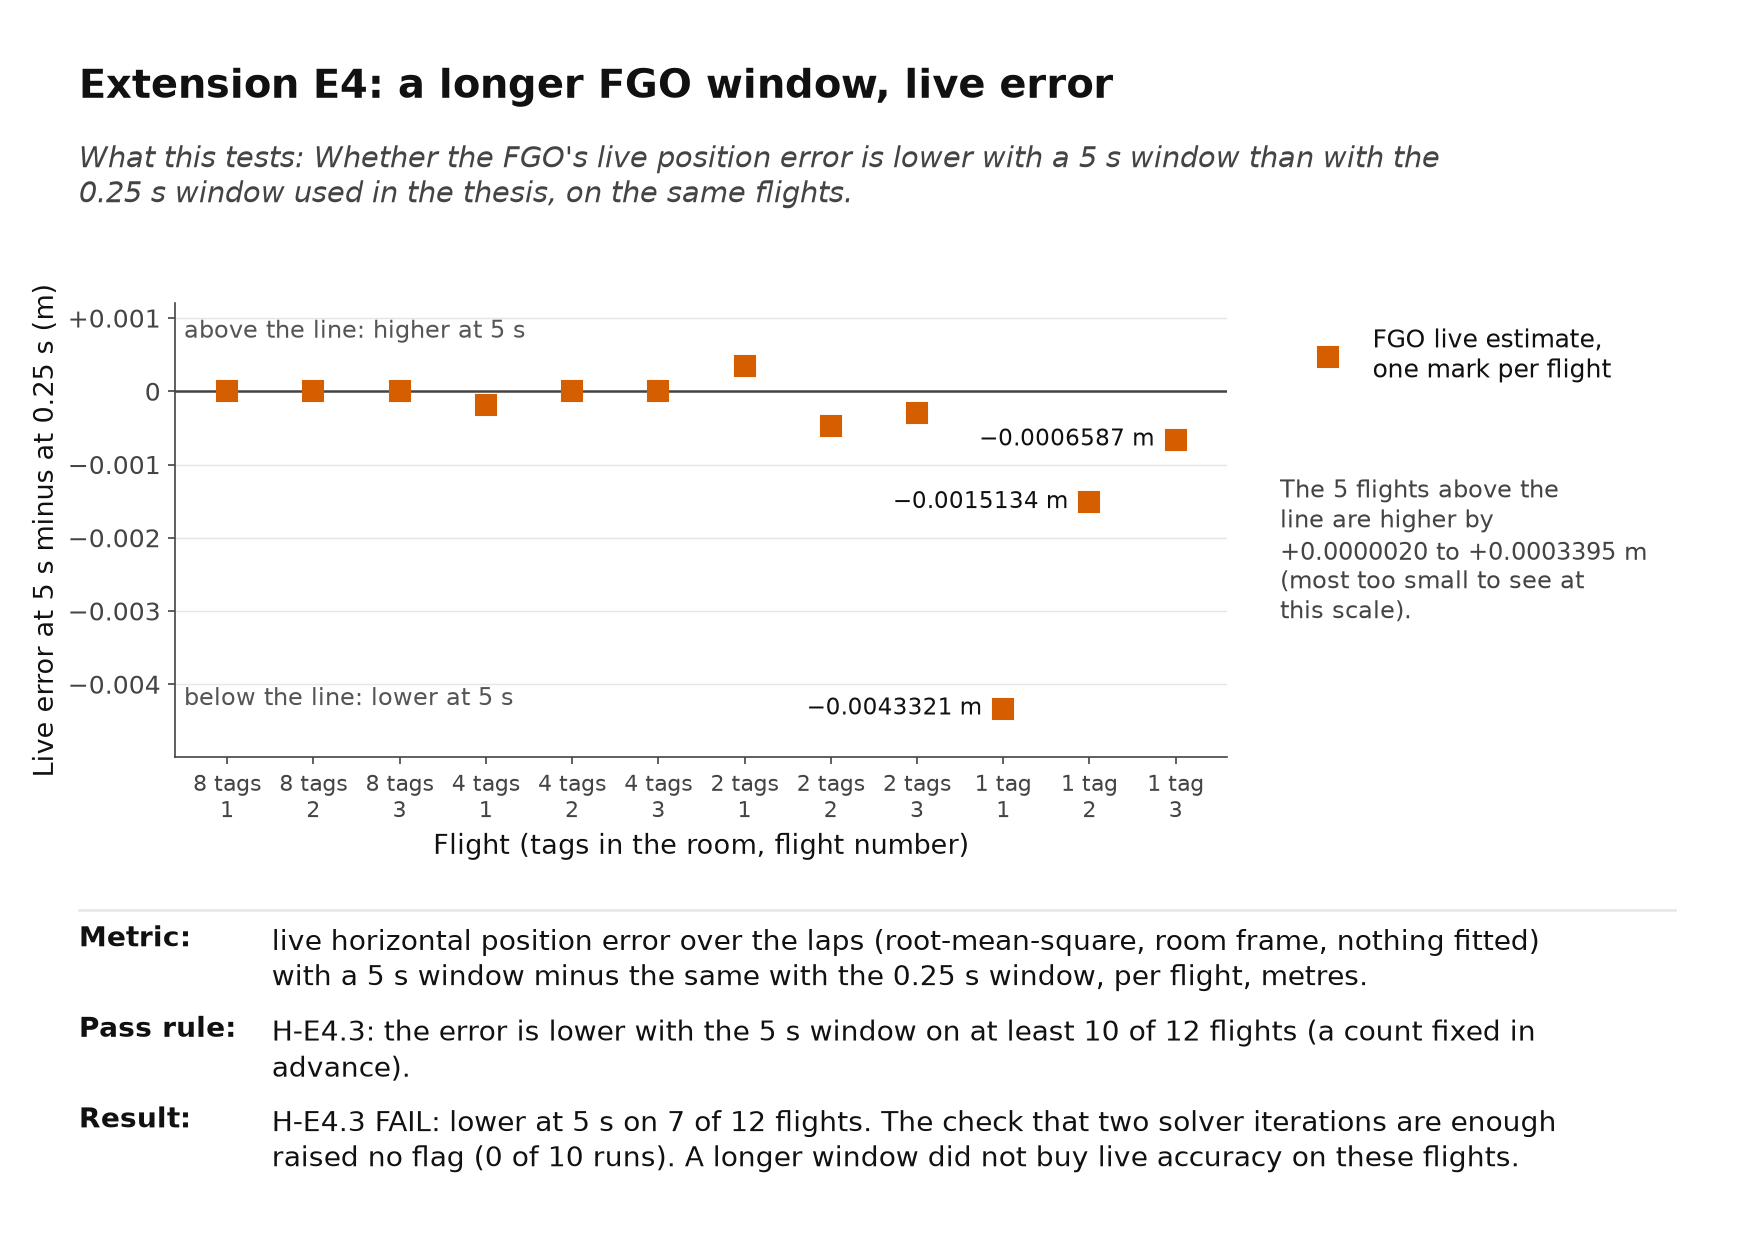 Extension E4: a longer FGO window, live error
What this tests: Whether the FGO's live position error is lower with a 5 s window than with the
0.25 s window used in the thesis, on the same flights.
Live error at 5 s minus at 0.25 s (m)
+0.001
0
−0.001
−0.002
−0.003
−0.004
above the line: higher at 5 s
below the line: lower at 5 s
−0.0006587 m
−0.0015134 m
−0.0043321 m
8 tags 8 tags 8 tags 4 tags 4 tags 4 tags 2 tags 2 tags 2 tags 1 tag 1 tag 1 tag
1 2 3 1 2 3 1 2 3 1 2 3
Flight (tags in the room, flight number)
FGO live estimate,
one mark per flight
The 5 flights above the
line are higher by
+0.0000020 to +0.0003395 m
(most too small to see at
this scale).
Metric: live horizontal position error over the laps (root-mean-square, room frame, nothing fitted)
with a 5 s window minus the same with the 0.25 s window, per flight, metres.
Pass rule: H-E4.3: the error is lower with the 5 s window on at least 10 of 12 flights (a count fixed in
advance).
Result: H-E4.3 FAIL: lower at 5 s on 7 of 12 flights. The check that two solver iterations are enough
raised no flag (0 of 10 runs). A longer window did not buy live accuracy on these flights.